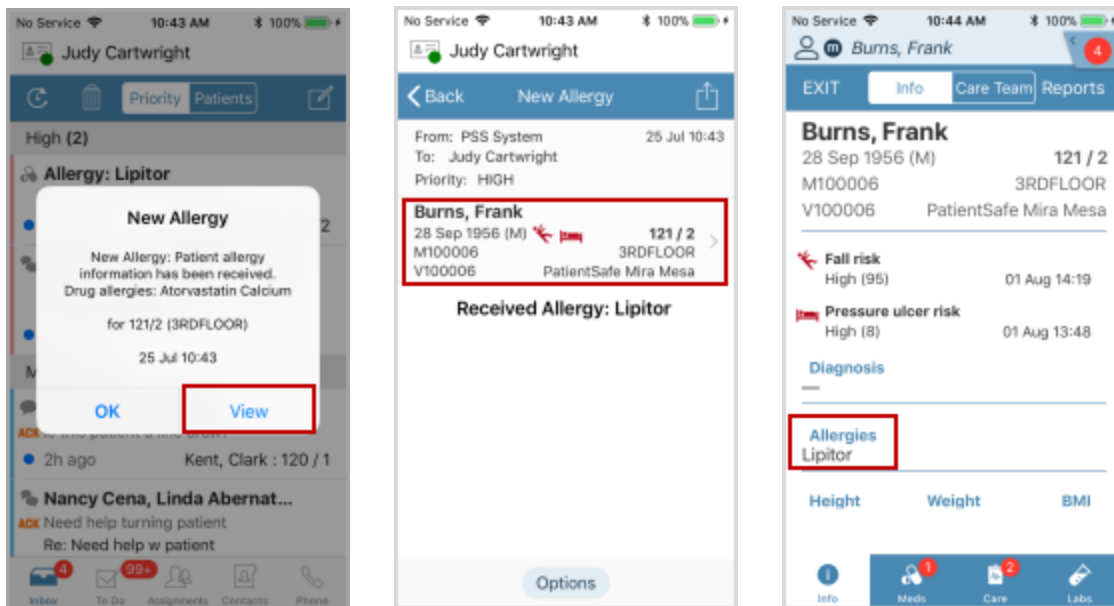 No Service 10:43 AM 100%
Judy Cartwright
Priority Patients
High (2)
Allergy: Lipitor
2
New Allergy
New Allergy: Patient allergy
information has been received.
Drug allergies: Atorvastatin Calcium
for 121/2 (3RDFLOOR)
25 Jul 10:43
OK View
ACK
2h ago Kent, Clark : 120 / 1
Nancy Cena, Linda Abernat...
ACK Need help turning patient
Re: Need help w patient
4 99+
Inbox To Do Assignments Contacts Phone
No Service 10:43 AM 100%
Judy Cartwright
Back New Allergy
From: PSS System 25 Jul 10:43
To: Judy Cartwright
Priority: HIGH
Burns, Frank
28 Sep 1956 (M) 121 / 2
M100006 3RDFLOOR
V100006 PatientSafe Mira Mesa
Received Allergy: Lipitor
Options
No Service 10:44 AM 100%
m Burns, Frank 4
EXIT Info Care Team Reports
Burns, Frank
28 Sep 1956 (M) 121 / 2
M100006 3RDFLOOR
V100006 PatientSafe Mira Mesa
Fall risk
High (95) 01 Aug 14:19
Pressure ulcer risk
High (8) 01 Aug 13:48
Diagnosis
—
Allergies
Lipitor
Height Weight BMI
1 2
Info Meds Care Labs